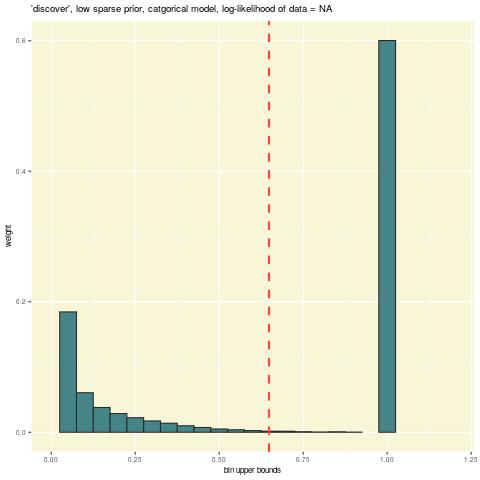 'discover', low sparse prior, catgorical model, log-likelihood of data = NA
0.6
0.4
weight
0.2
0.0
0.00 0.25 0.50 0.75 1.00 1.25
bin upper bounds